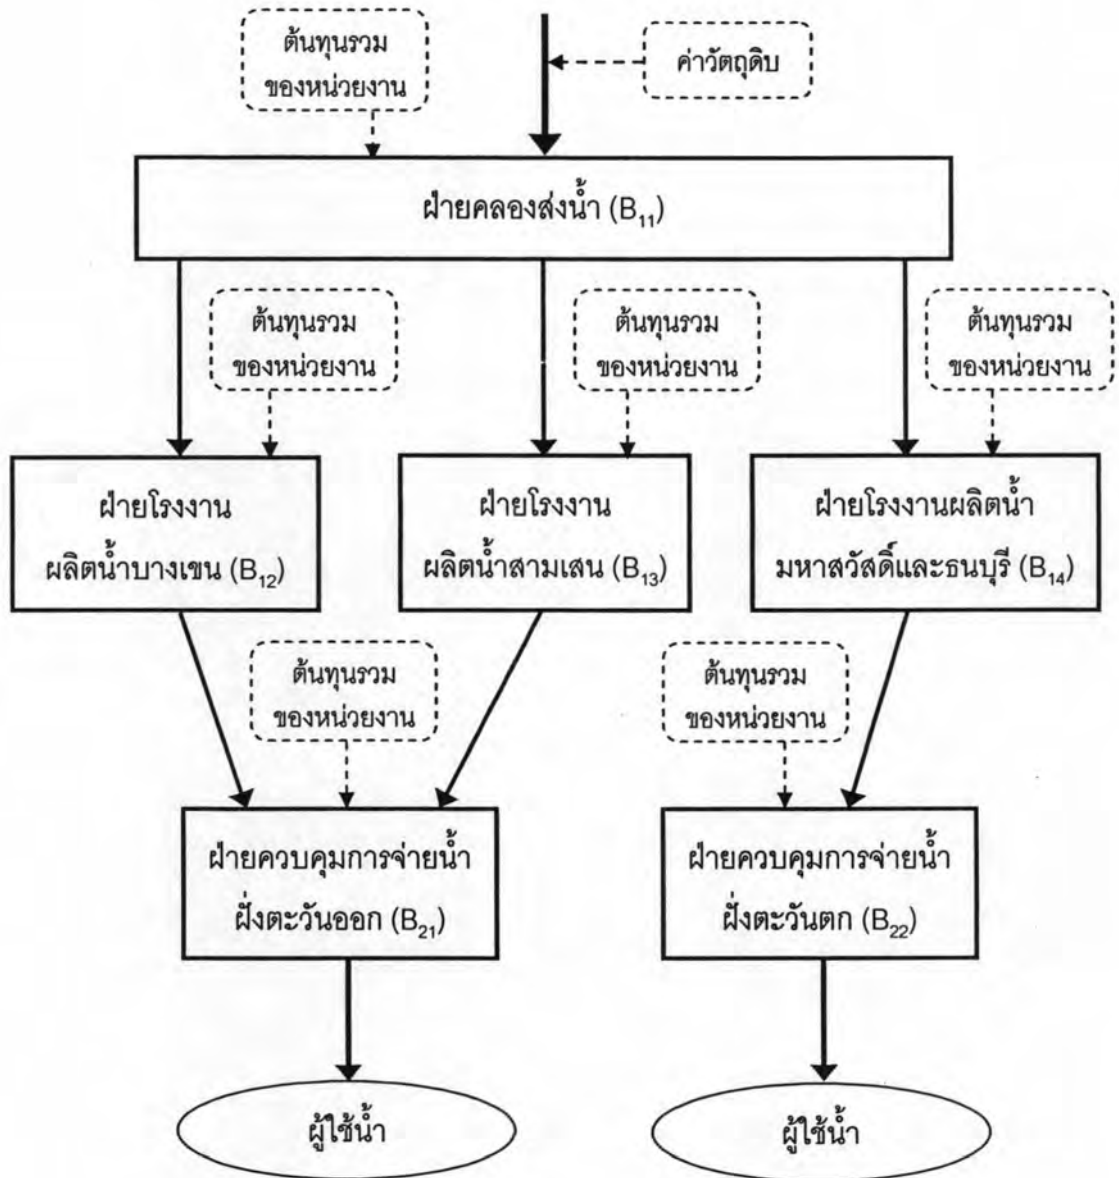 ต้นทุนรวม
ของหน่วยงาน
ค่าวัตถุดิบ
ฝ่ายคลองส่งน้ำ (B₁₁)
ต้นทุนรวม
ของหน่วยงาน
ต้นทุนรวม
ของหน่วยงาน
ต้นทุนรวม
ของหน่วยงาน
ฝ่ายโรงงาน
ผลิตน้ำบางเขน (B₁₂)
ฝ่ายโรงงาน
ผลิตน้ำสามเสน (B₁₃)
ฝ่ายโรงงานผลิตน้ำ
มหาสวัสดิ์และธนบุรี (B₁₄)
ต้นทุนรวม
ของหน่วยงาน
ต้นทุนรวม
ของหน่วยงาน
ฝ่ายควบคุมการจ่ายน้ำ
ฝั่งตะวันออก (B₂₁)
ฝ่ายควบคุมการจ่ายน้ำ
ฝั่งตะวันตก (B₂₂)
ผู้ใช้น้ำ
ผู้ใช้น้ำ